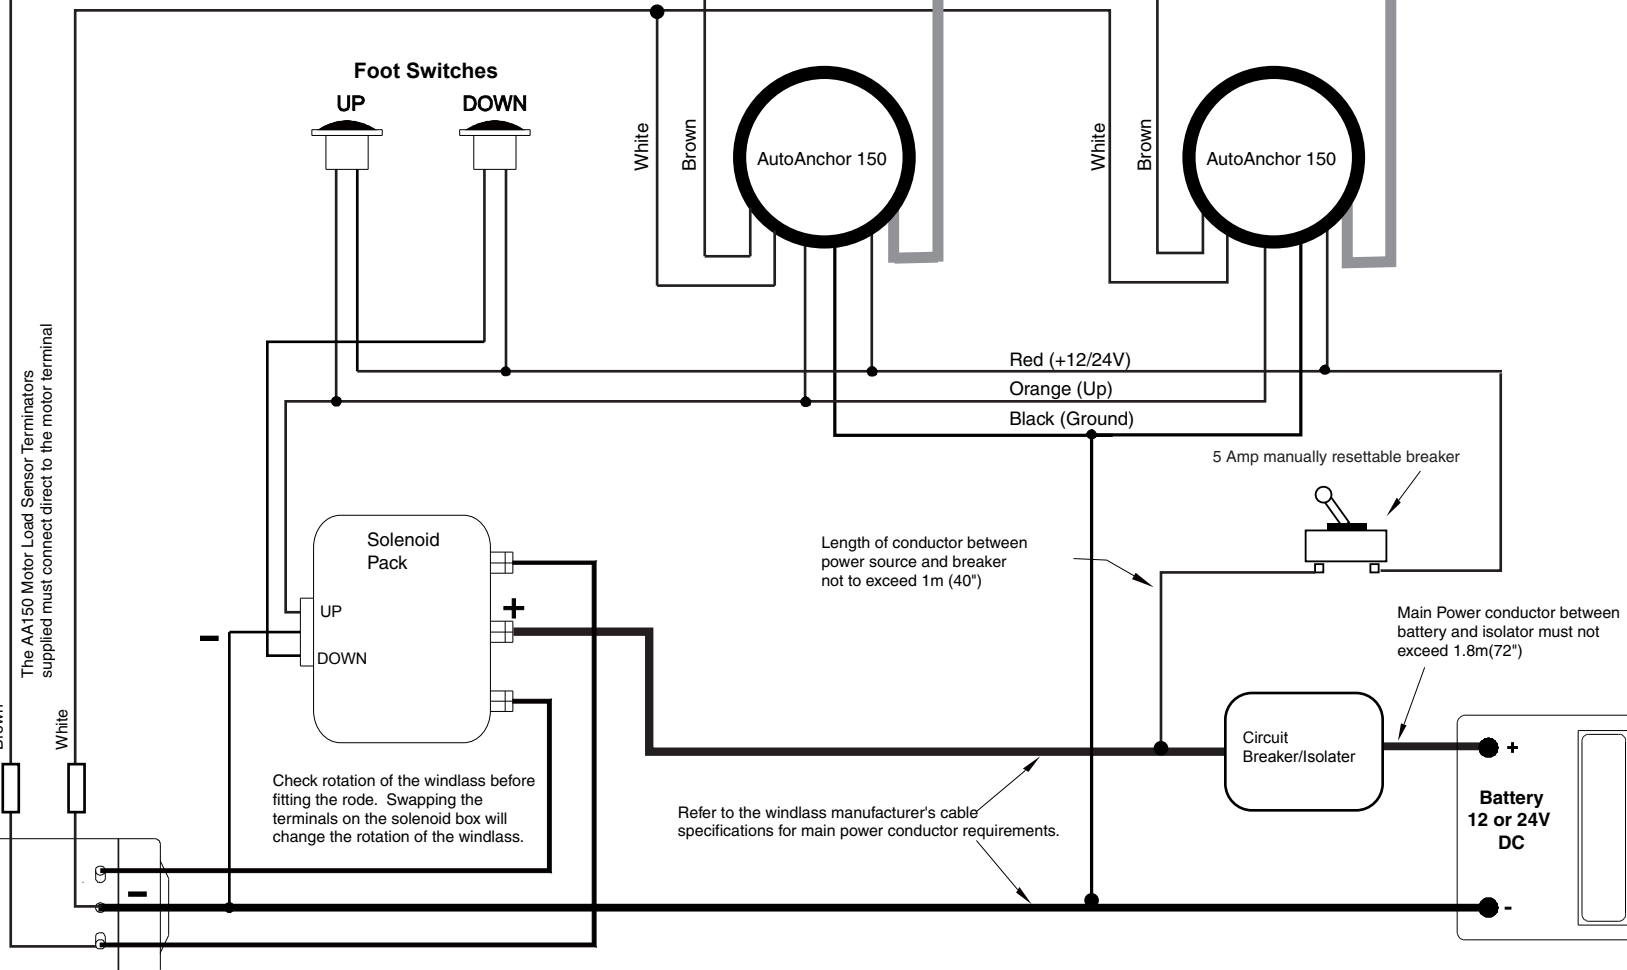 Foot Switches
UP
DOWN
White
Brown
AutoAnchor 150
White
Brown
AutoAnchor 150
Red (+12/24V)
Orange (Up)
Black (Ground)
The AA150 Motor Load Sensor Terminators
supplied must connect direct to the motor terminal
5 Amp manually resettable breaker
Solenoid
Pack
Length of conductor between
power source and breaker
not to exceed 1m (40")
+
UP
-
DOWN
Main Power conductor between
battery and isolator must not
exceed 1.8m(72")
White
Circuit
Breaker/Isolater
+
Check rotation of the windlass before
fitting the rode. Swapping the
terminals on the solenoid box will
change the rotation of the windlass.
Refer to the windlass manufacturer's cable
specifications for main power conductor requirements.
Battery
12 or 24V
DC
-
-